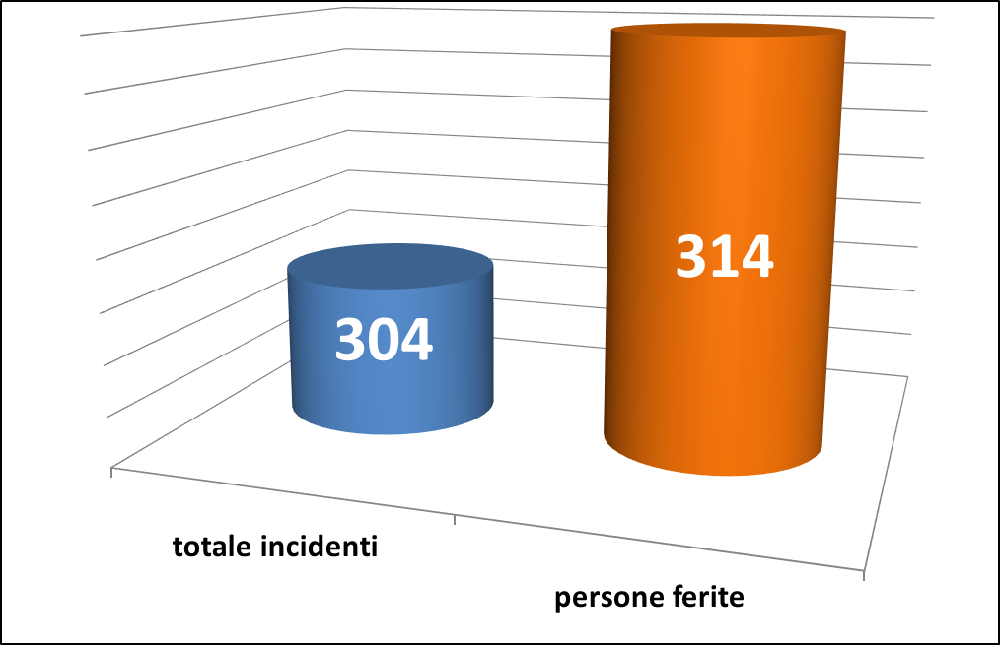 314
304
totale incidenti
persone ferite